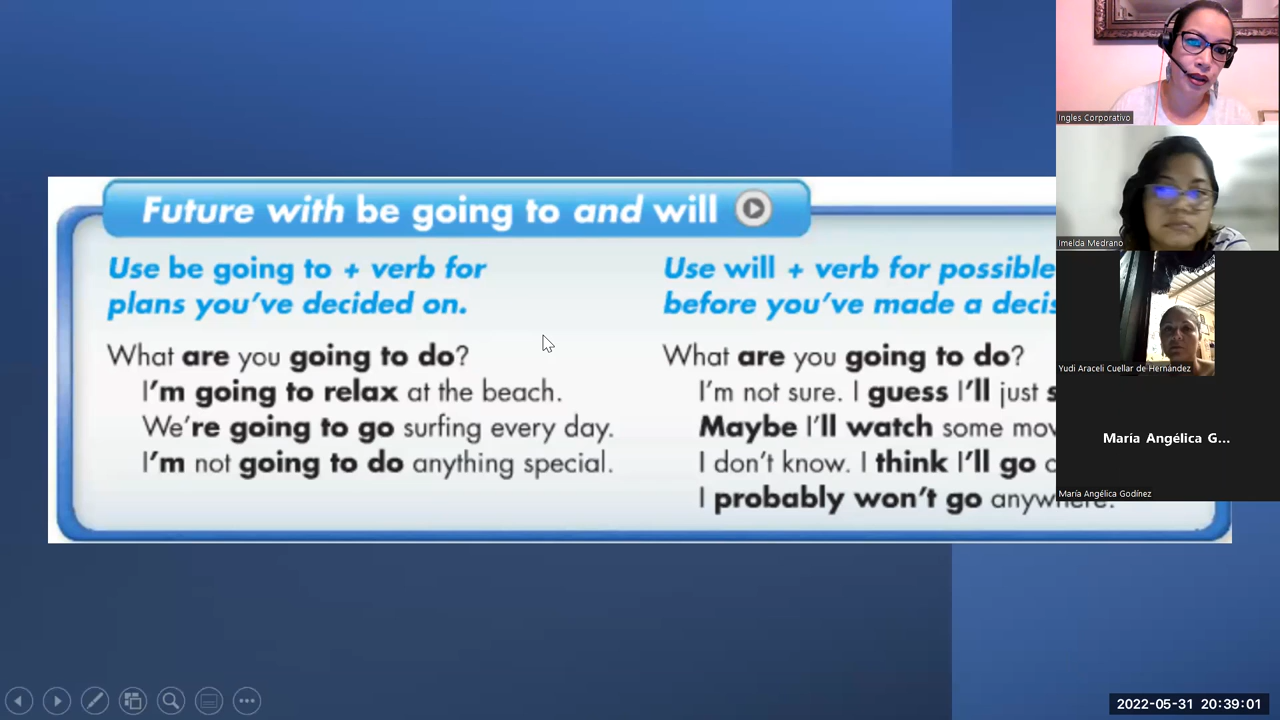 Future with be going to and will
Use be going to + verb for
plans you've decided on.
What are you going to do?
I'm going to relax at the beach.
We're going to go surfing every day.
I'm not going to do anything special.
Use will + verb for possible
before you've made a
What are you going to do?
I'm not sure. I guess I'll just
Maybe I'll watch some
I don't know. I think I'll go
I probably won't go anywhere.
Ingles Corporativo
Imelda Medrano
Yudi Araceli Cuellar de Hernández
María Angélica G...
María Angélica Godínez
2022-05-31 20:39:01